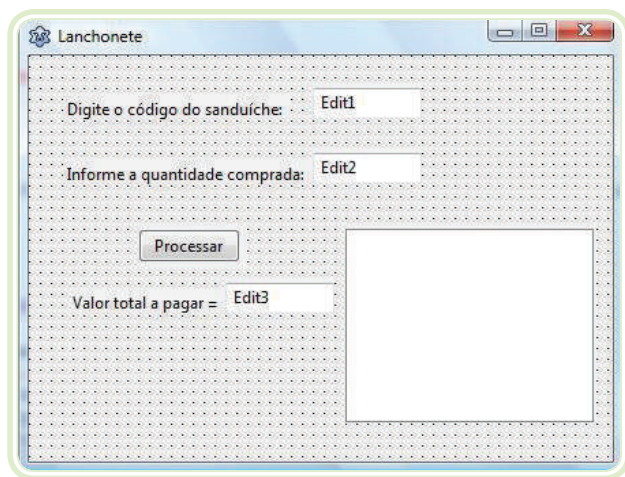 Lanchonete
Digite o código do sanduíche: Edit1
Informe a quantidade comprada: Edit2
Processar
Valor total a pagar = Edit3